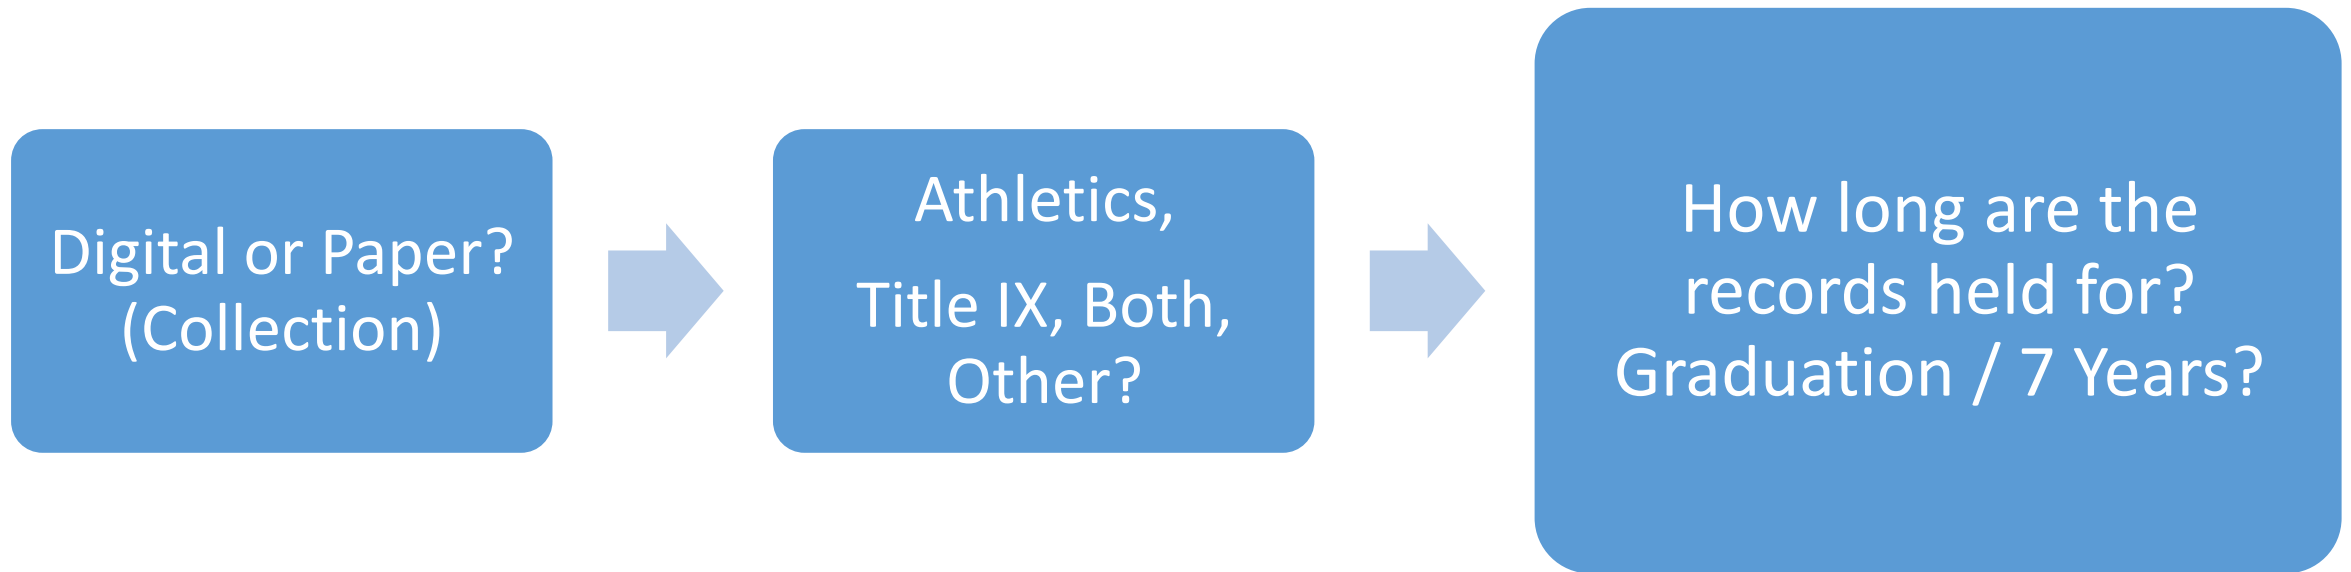 Digital or Paper?
(Collection)
Athletics,
Title IX, Both,
Other?
How long are the
records held for?
Graduation / 7 Years?